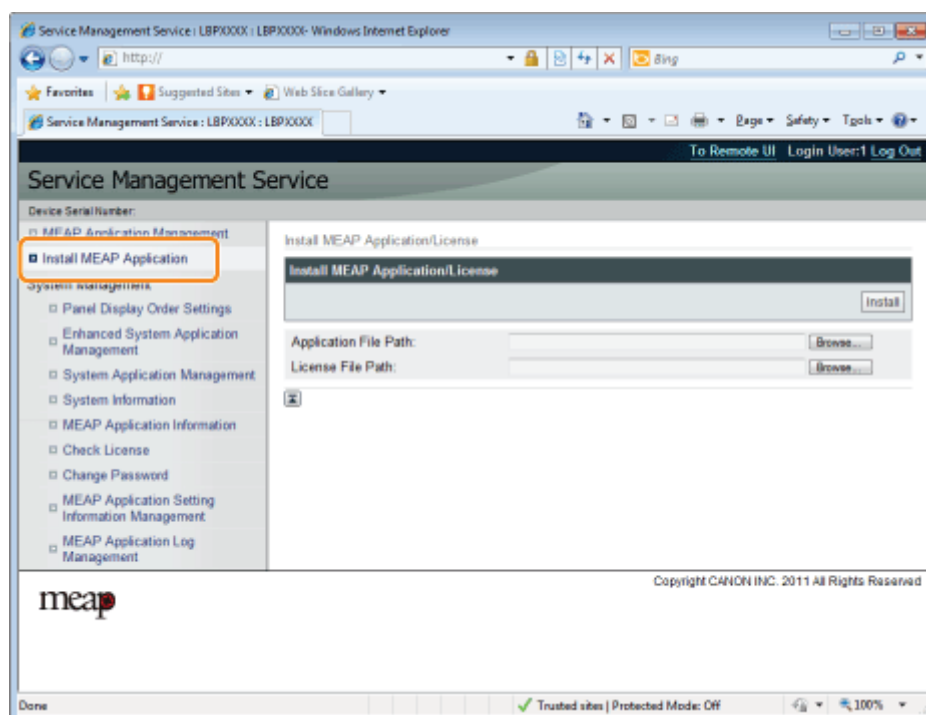 Service Management Service : LBPXXXX : LBPXXXX- Windows Internet Explorer
http://
Bing
Favorites
Suggested Sites
Web Slice Gallery
Service Management Service : LBPXXXX : LBPXXXX
Page
Safety
Tools
To Remote UI Login User:1 Log Out
Service Management Service
Device Serial Number:
MEAP Application Management
Install MEAP Application
System Management
Panel Display Order Settings
Enhanced System Application
Management
System Application Management
System Information
MEAP Application Information
Check License
Change Password
MEAP Application Setting
Information Management
MEAP Application Log
Management
Install MEAP Application/License
Install MEAP Application/License
Install
Application File Path:
Browse...
License File Path:
Browse...
Copyright CANON INC. 2011 All Rights Reserved
meap
Done
Trusted sites | Protected Mode: Off
100%